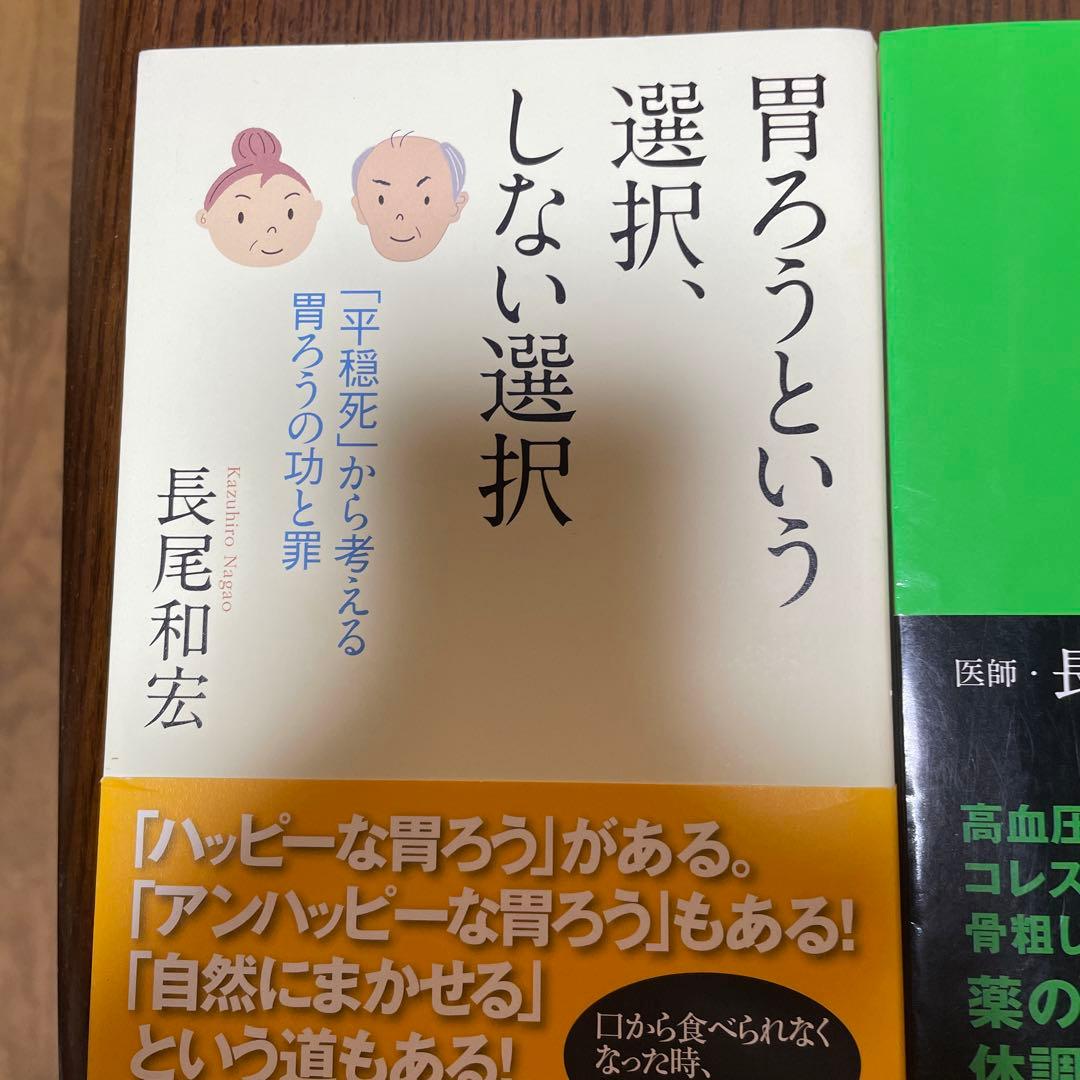 胃ろうという
選択、
しない選択
「平穏死」から考える
胃ろうの功と罪
Kazuhiro Nagao
長尾和宏
「ハッピーな胃ろう」がある。
「アンハッピーな胃ろう」もある!
「自然にまかせる」
という道もある!
口から食べられなく
なった時、
医師・長
高血圧
コレス
骨粗し
薬の
体調